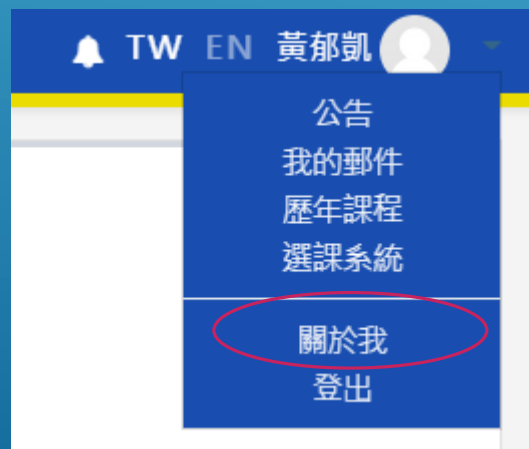 TW EN 黃郁凱
公告
我的郵件
歷年課程
選課系統
關於我
登出